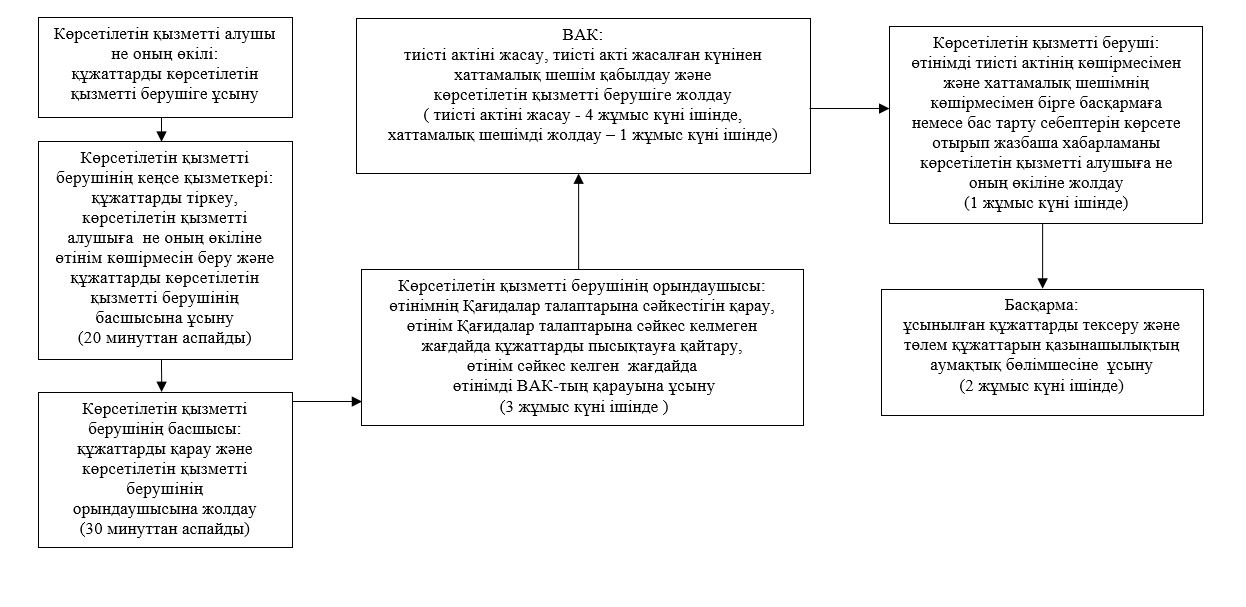 Көрсетілетін қызметті алушы
не оның өкілі:
құжаттарды көрсетілетін
қызметті берушіге ұсыну
Көрсетілетін қызметті
берушінің кеңсе қызметкері:
құжаттарды тіркеу,
көрсетілетін қызметті
алушыға не оның өкіліне
өтінім көшірмесін беру және
құжаттарды көрсетілетін
қызметті берушінің
басшысына ұсыну
(20 минуттан аспайды)
Көрсетілетін қызметті
берушінің басшысы:
құжаттарды қарау және
көрсетілетін қызметті
берушінің
орындаушысына жолдау
(30 минуттан аспайды)
Көрсетілетін қызметті берушінің орындаушысы:
өтінімнің Қағидалар талаптарына сәйкестігін қарау,
өтінім Қағидалар талаптарына сәйкес келмеген
жағдайда құжаттарды пысықтауға қайтару,
өтінім сәйкес келген жағдайда
өтінімді ВАК-тың қарауына ұсыну
(3 жұмыс күні ішінде )
ВАК:
тиісті актіні жасау, тиісті акті жасалған күнінен
хаттамалық шешім қабылдау және
көрсетілетін қызметті берушіге жолдау
( тиісті актіні жасау - 4 жұмыс күні ішінде,
хаттамалық шешімді жолдау – 1 жұмыс күні ішінде)
Көрсетілетін қызметті беруші:
өтінімді тиісті актінің көшірмесімен
және хаттамалық шешімнің
көшірмесімен бірге басқармаға
немесе бас тарту себептерін көрсете
отырып жазбаша хабарламаны
көрсетілетін қызметті алушыға не
оның өкіліне жолдау
(1 жұмыс күні ішінде)
Басқарма:
ұсынылған құжаттарды тексеру және
төлем құжаттарын қазынашылықтың
аумақтық бөлімшесіне ұсыну
(2 жұмыс күні ішінде)